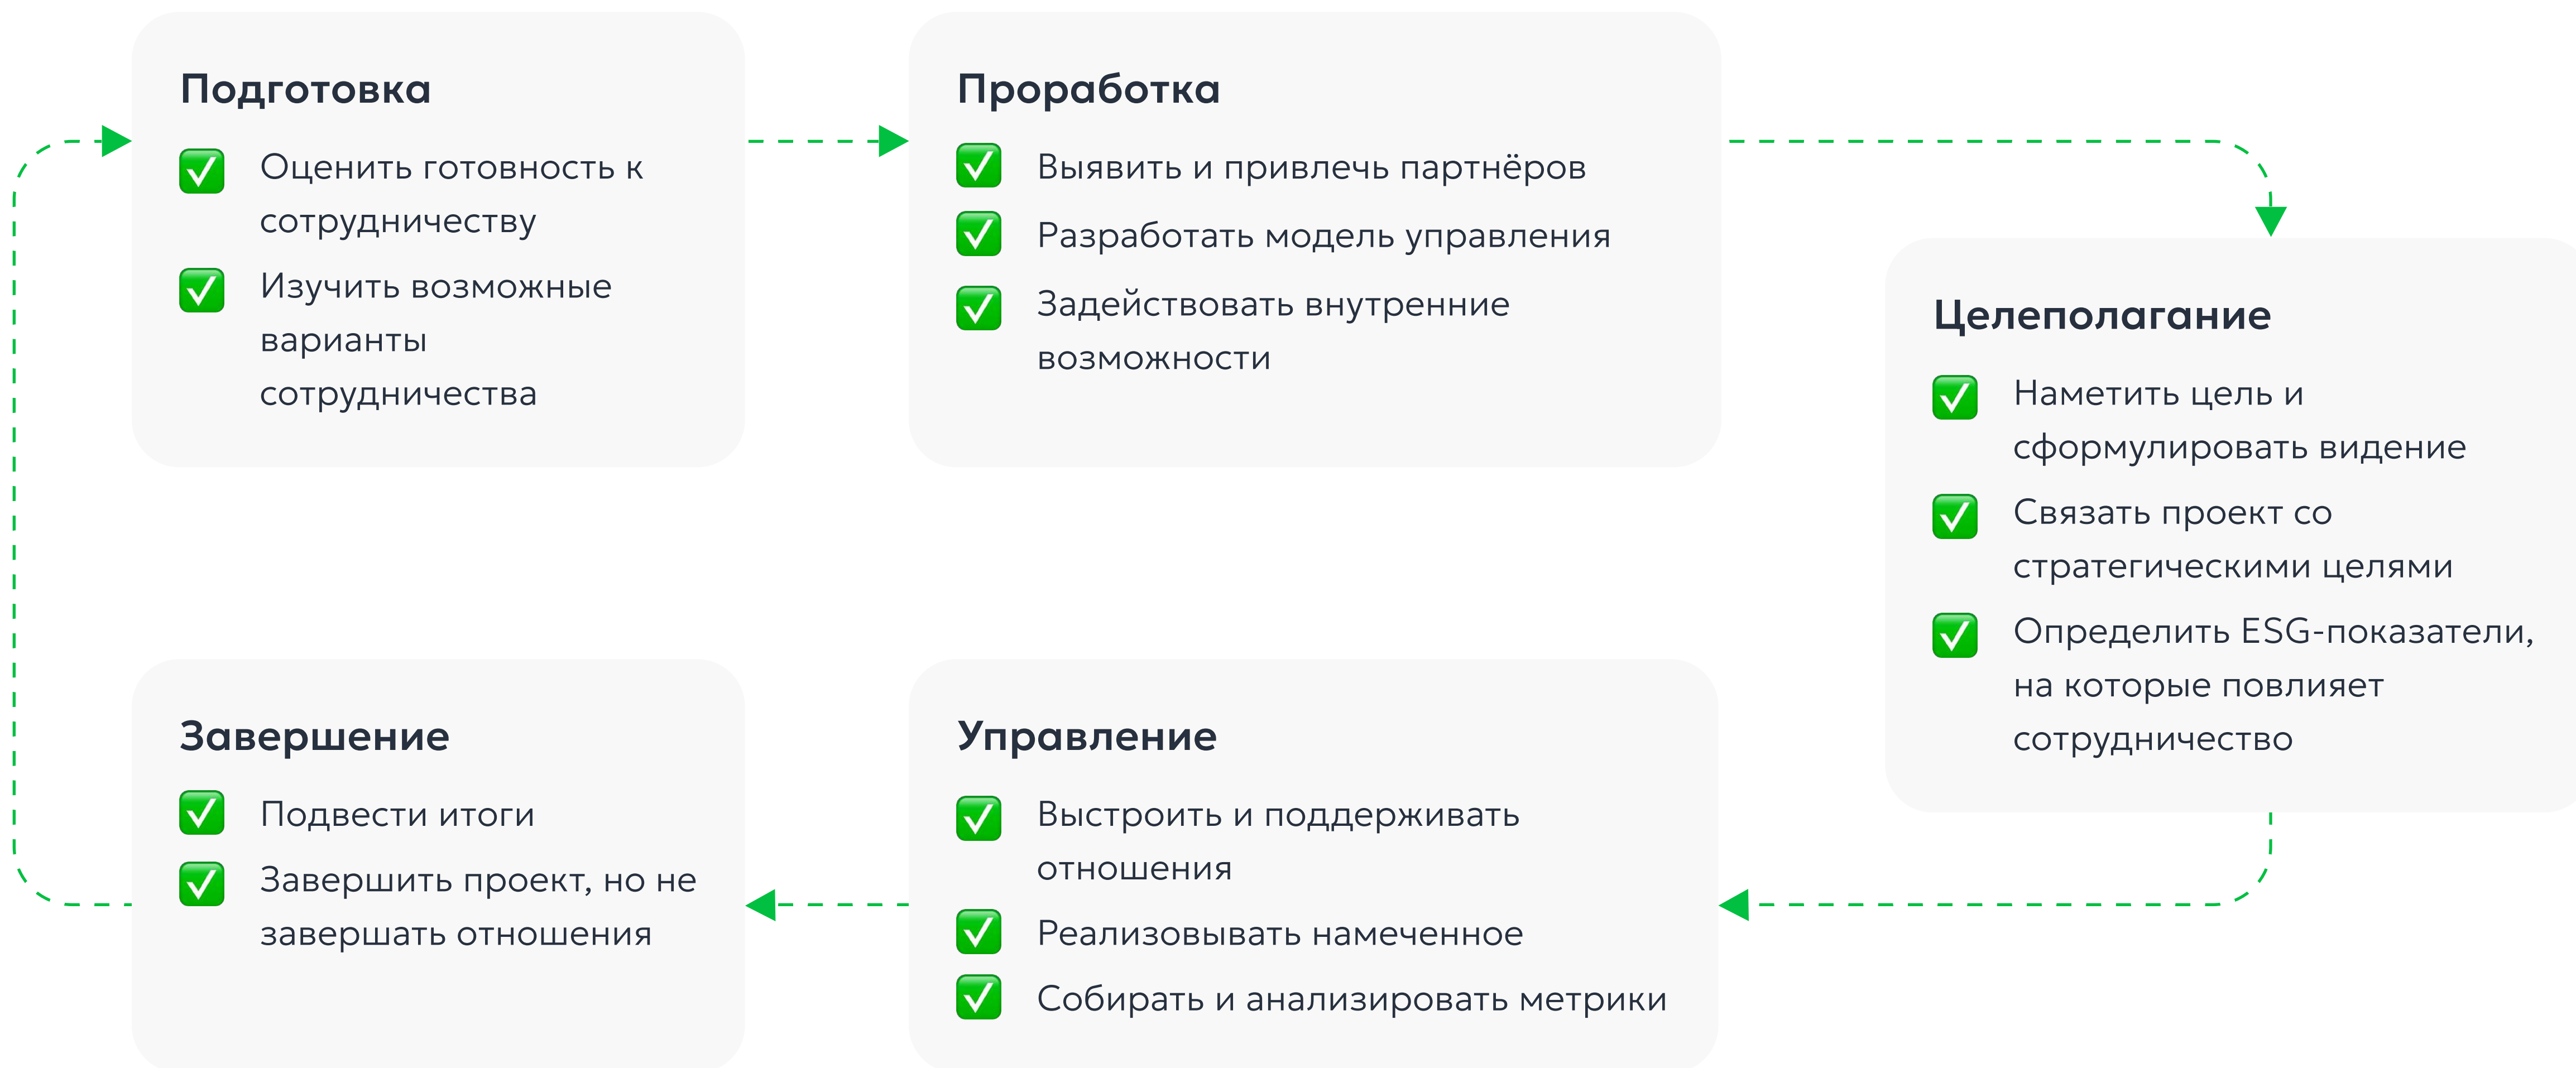 Подготовка
Оценить готовность к
сотрудничеству
Изучить возможные
варианты
сотрудничества
Проработка
Выявить и привлечь партнёров
Разработать модель управления
Задействовать внутренние
возможности
Целеполагание
Наметить цель и
сформулировать видение
Связать проект со
стратегическими целями
Определить ESG-показатели,
на которые повлияет
сотрудничество
Управление
Выстроить и поддерживать
отношения
Реализовывать намеченное
Собирать и анализировать метрики
Завершение
Подвести итоги
Завершить проект, но не
завершать отношения